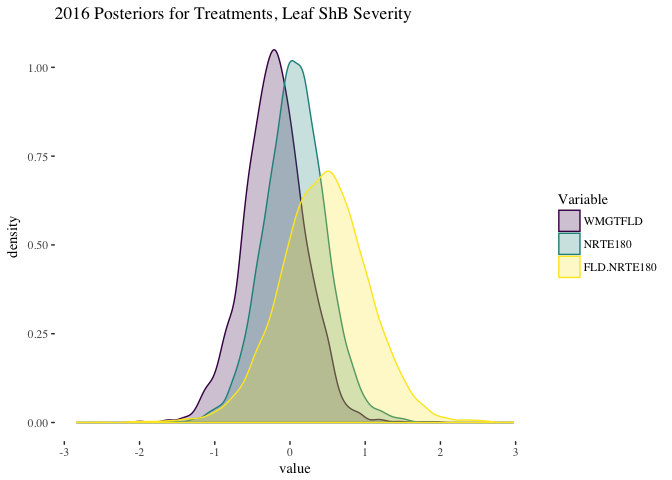 2016 Posteriors for Treatments, Leaf ShB Severity
1.00
0.75
0.50
0.25
0.00
density
-3 -2 -1 0 1 2 3
value
Variable
WMGTFLD
NRTE180
FLD.NRTE180